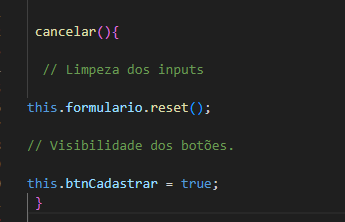 cancelar(){
// Limpeza dos inputs
this.formulario.reset();
// Visibilidade dos botões.
this.btnCadastrar = true;
}